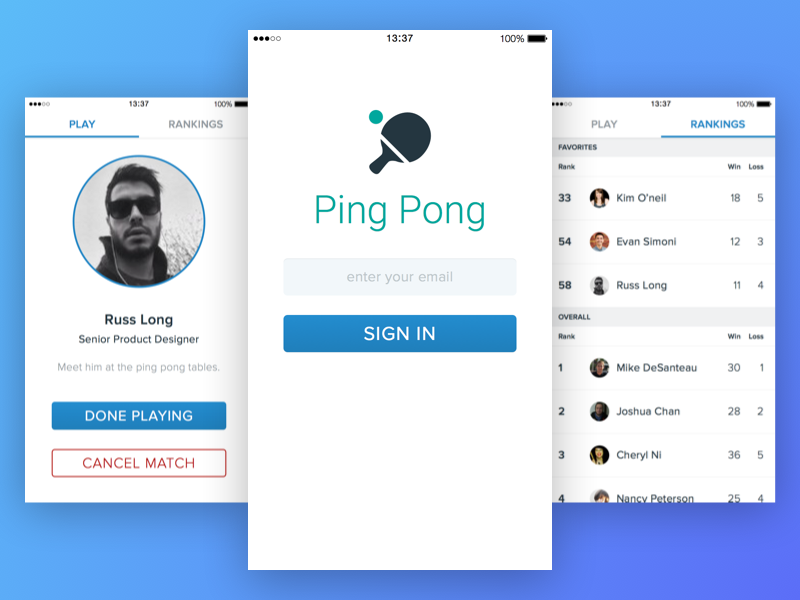 13:37 100%
PLAY RANKINGS
Russ Long
Senior Product Designer
Meet him at the ping pong tables.
DONE PLAYING
CANCEL MATCH
13:37 100%
Ping Pong
enter your email
SIGN IN
13:37 100%
PLAY RANKINGS
FAVORITES
Rank Win Loss
33 Kim O'neil 18 5
54 Evan Simoni 12 3
58 Russ Long 11 4
OVERALL
Rank Win Loss
1 Mike DeSanteau 30 1
2 Joshua Chan 28 2
3 Cheryl Ni 36 5
4 Nancy Peterson 25 4